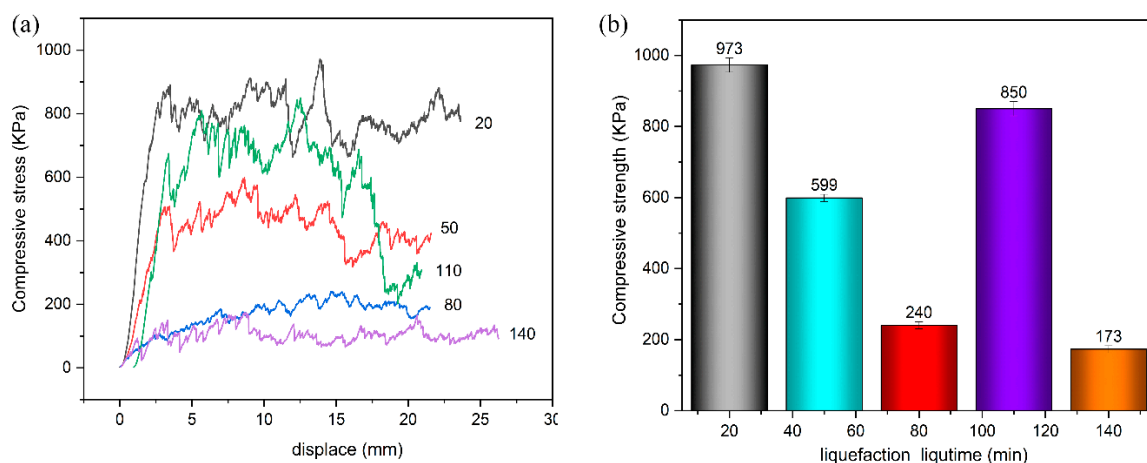 (a)
1000
800
600
400
200
0
Compressive stress (KPa)
20
50
110
80
140
0 5 10 15 20 25 30
displace (mm)
(b)
1000
800
600
400
200
0
Compressive strength (KPa)
973
599
240
850
173
20 40 60 80 100 120 140
liquefaction liqutime (min)